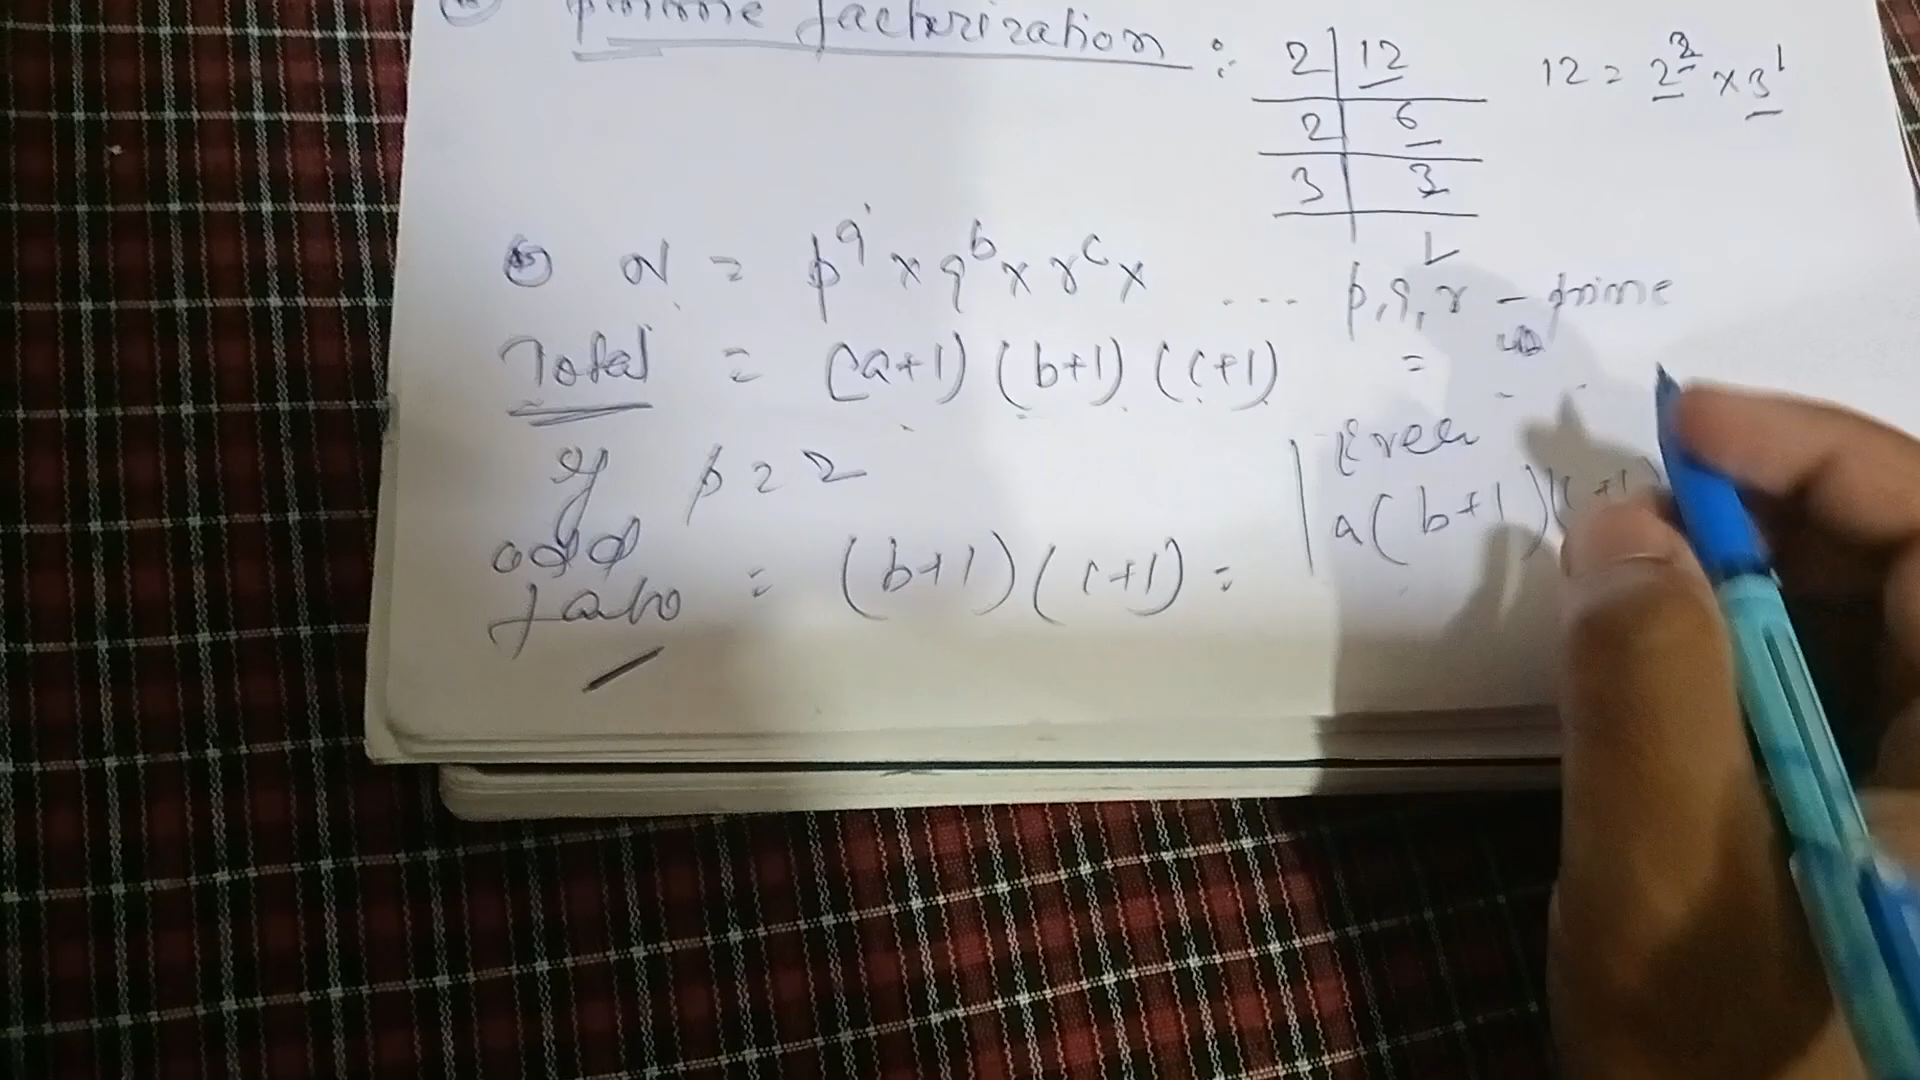 prime factorization :
2 | 12
2 | 6
3 | 3
1
12 = 2² × 3¹
N = p^a × q^b × r^c × .... p, q, r – prime
Total = (a+1) (b+1) (c+1) =
If p = 2
odd = (b+1) (c+1) =
Even
a(b+1)(c+1)